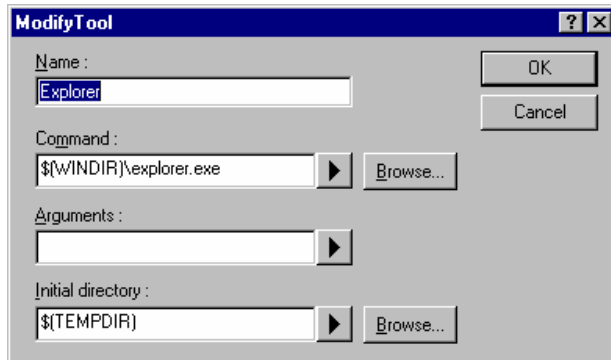 ModifyTool
Name :
OK
Explorer
Cancel
Command :
$(WINDIR)\explorer.exe
Browse...
Arguments :
Initial directory :
$(TEMPDIR)
Browse...